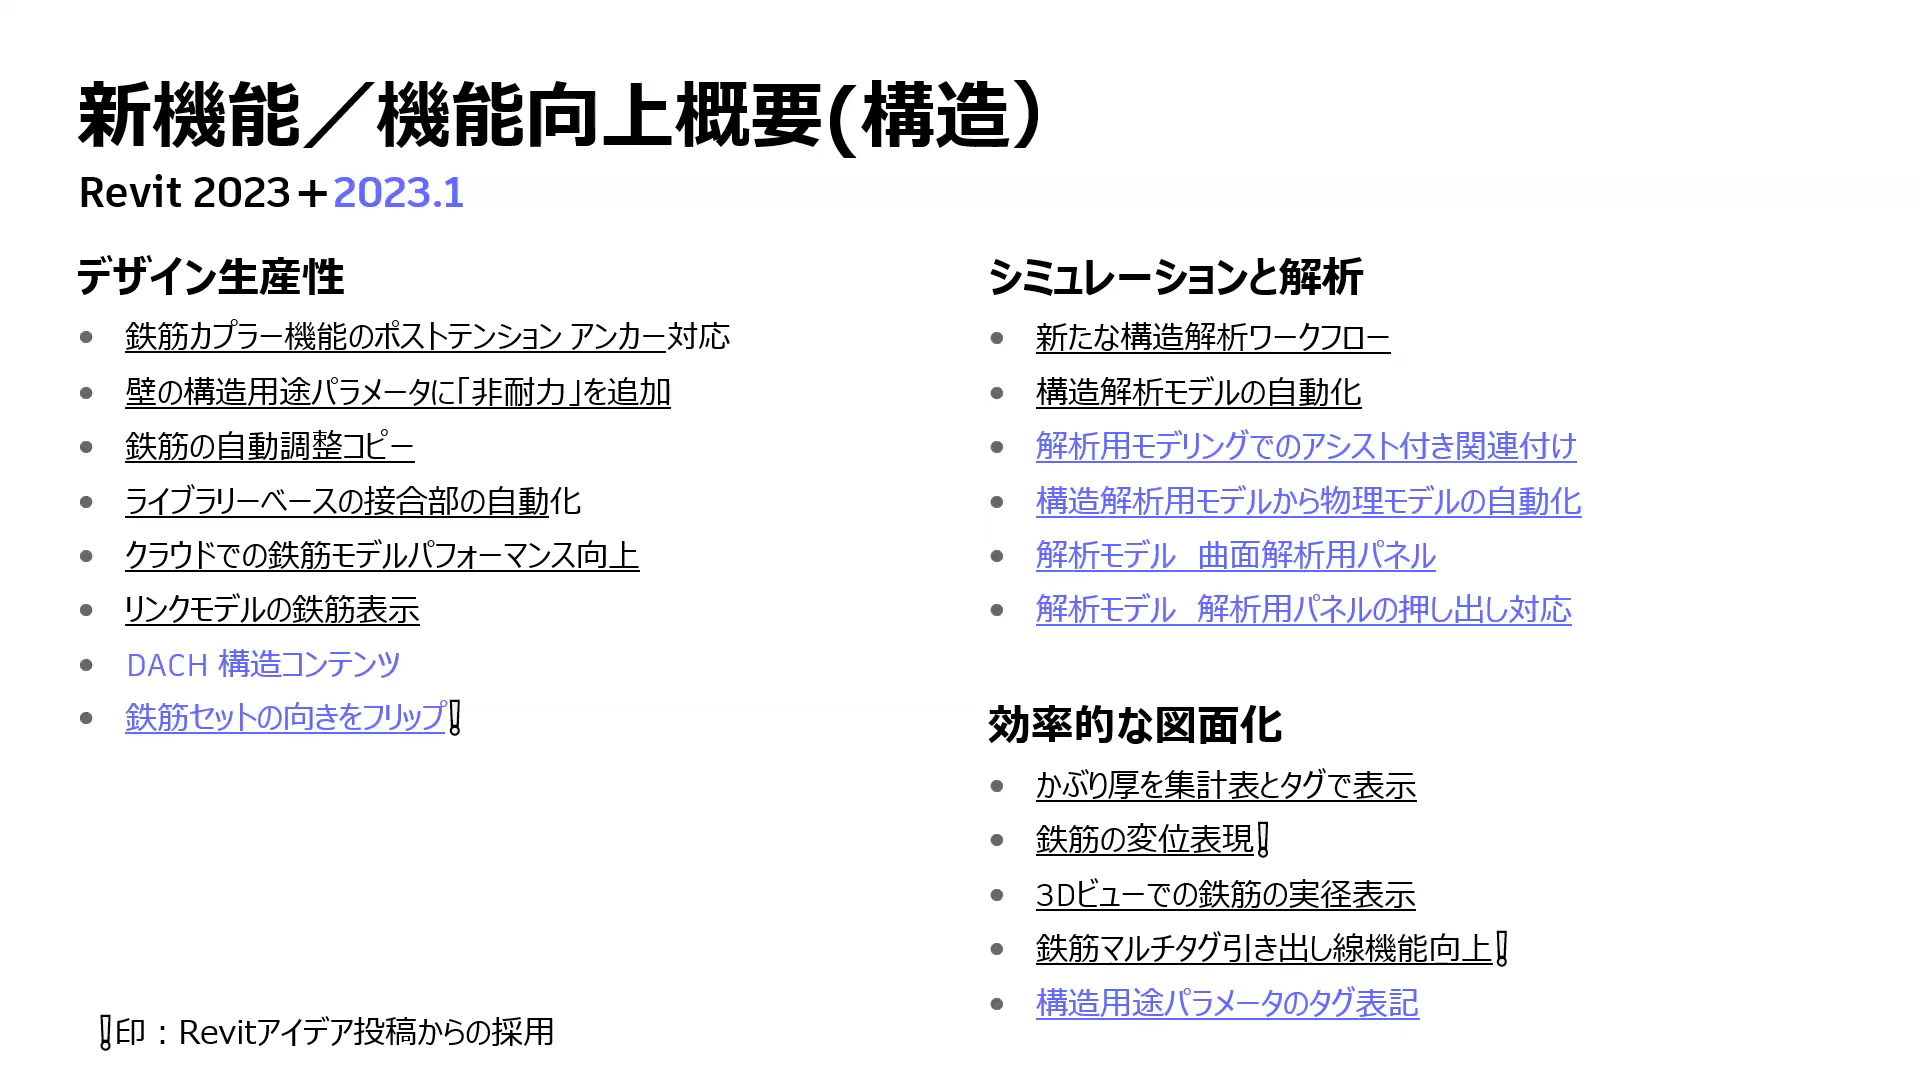 新機能／機能向上概要(構造）
Revit 2023＋2023.1
デザイン生産性
● 鉄筋カプラー機能のポストテンション アンカー対応
● 壁の構造用途パラメータに「非耐力」を追加
● 鉄筋の自動調整コピー
● ライブラリーベースの接合部の自動化
● クラウドでの鉄筋モデルパフォーマンス向上
● リンクモデルの鉄筋表示
● DACH 構造コンテンツ
● 鉄筋セットの向きをフリップ❕
シミュレーションと解析
● 新たな構造解析ワークフロー
● 構造解析モデルの自動化
● 解析用モデリングでのアシスト付き関連付け
● 構造解析用モデルから物理モデルの自動化
● 解析モデル　曲面解析用パネル
● 解析モデル　解析用パネルの押し出し対応
効率的な図面化
● かぶり厚を集計表とタグで表示
● 鉄筋の変位表現❕
● 3Dビューでの鉄筋の実径表示
● 鉄筋マルチタグ引き出し線機能向上❕
● 構造用途パラメータのタグ表記
❕印：Revitアイデア投稿からの採用